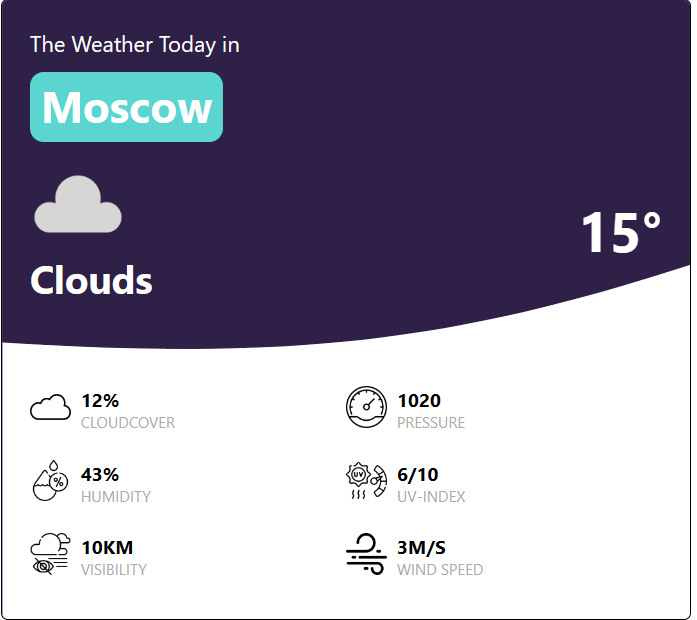 The Weather Today in
Moscow
15°
Clouds
12%
CLOUDCOVER
1020
PRESSURE
%
43%
HUMIDITY
UV
6/10
UV-INDEX
10KM
VISIBILITY
3M/S
WIND SPEED